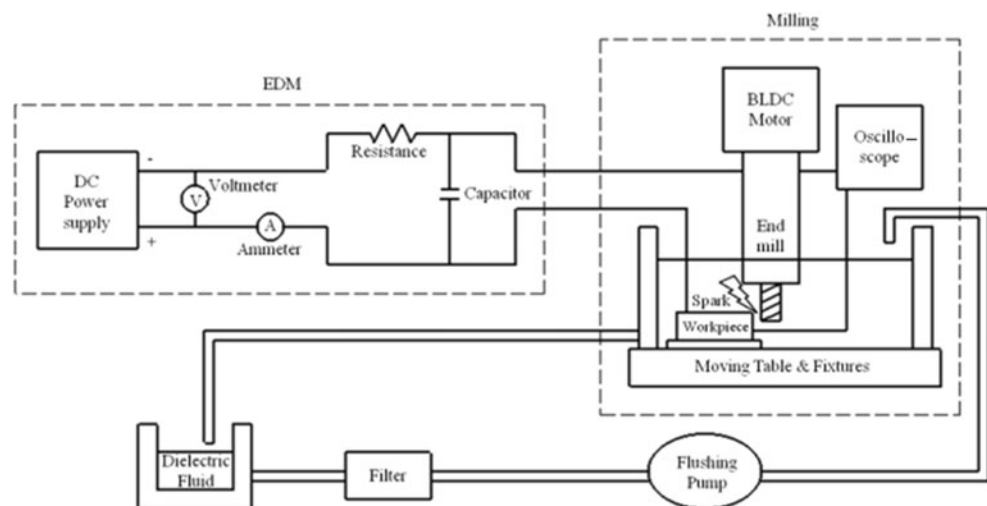 Milling
EDM
BLDC
Motor
Oscillo-
scope
-
Resistance
DC
Power
supply
Voltmeter
V
Capacitor
+
A
Ammeter
End
mill
Spark
Workpiece
Moving Table & Fixtures
Dielectric
Fluid
Filter
Flushing
Pump